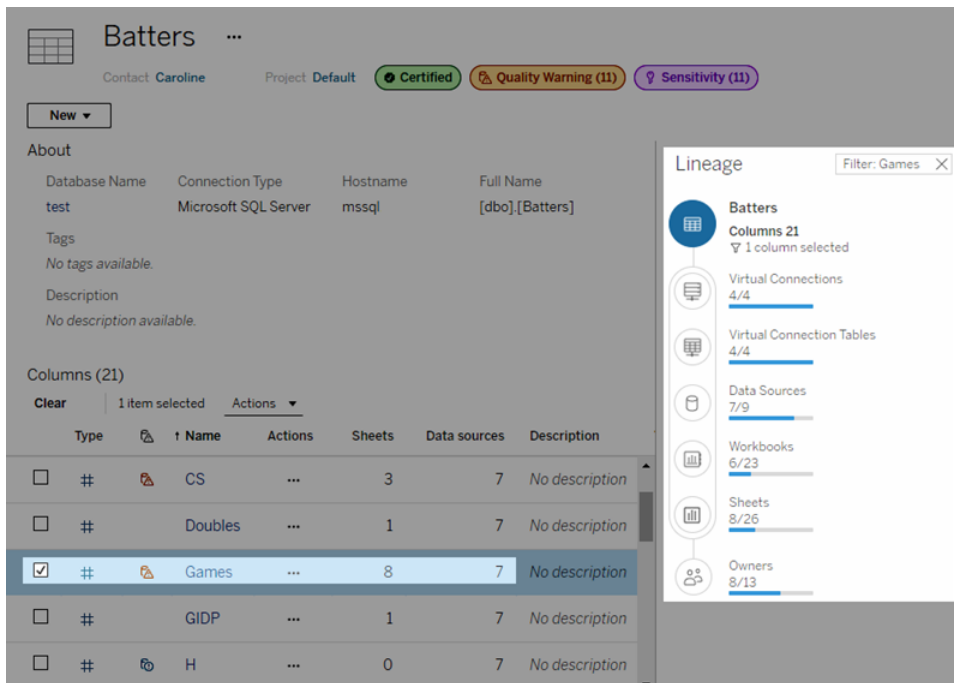 Batters ...
Contact Caroline Project Default Certified Quality Warning (11) Sensitivity (11)
New
About
Database Name Connection Type Hostname Full Name
test Microsoft SQL Server mssql [dbo].[Batters]
Tags
No tags available.
Description
No description available.
Columns (21)
Clear 1 item selected Actions
Type ↑ Name Actions Sheets Data sources Description
# CS ... 3 7 No description
# Doubles ... 1 7 No description
# Games ... 8 7 No description
# GIDP ... 1 7 No description
# H ... 0 7 No description
Lineage Filter: Games X
Batters
Columns 21
1 column selected
Virtual Connections
4/4
Virtual Connection Tables
4/4
Data Sources
7/9
Workbooks
6/23
Sheets
8/26
Owners
8/13